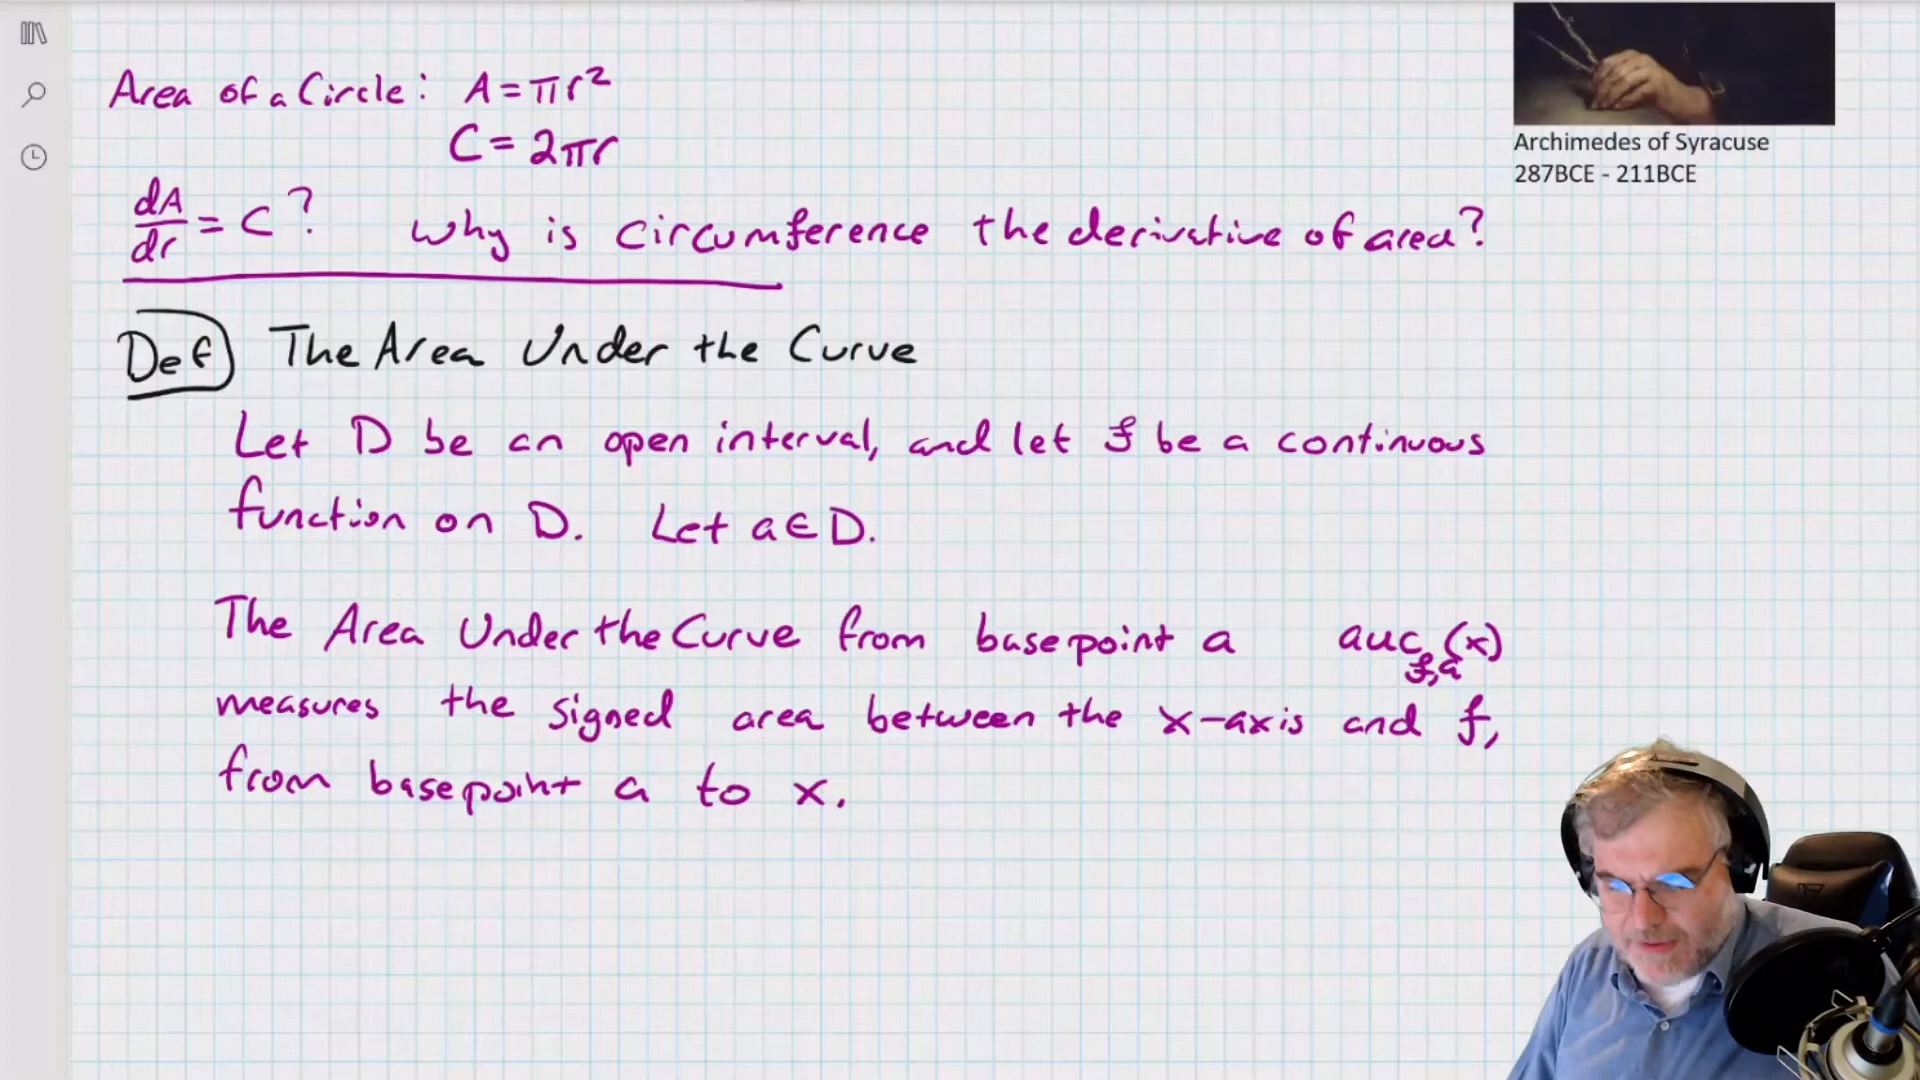 Area of a Circle: A = πr²
C = 2πr
dA/dr = C? Why is circumference the derivative of area?
Archimedes of Syracuse
287BCE - 211BCE
Def) The Area Under the Curve
Let D be an open interval, and let f be a continuous
function on D. Let a∈D.
The Area Under the Curve from basepoint a auc_f,a(x)
measures the signed area between the x-axis and f,
from basepoint a to x.